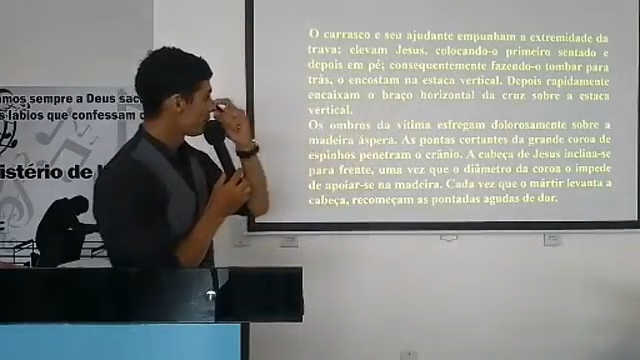 O carrasco e seu ajudante empunham a extremidade da
trava; elevam Jesus, colocando-o primeiro sentado e
depois em pé; consequentemente fazendo-o tombar para
trás, o encostam na estaca vertical. Depois rapidamente
encaixam o braço horizontal da cruz sobre a estaca
vertical.
Os ombros da vítima esfregam dolorosamente sobre a
madeira áspera. As pontas cortantes da grande coroa de
espinhos penetram o crânio. A cabeça de Jesus inclina-se
para frente, uma vez que o diâmetro da coroa o impede
de apoiar-se na madeira. Cada vez que o mártir levanta a
cabeça, recomeçam as pontadas agudas de dor.
mos sempre a Deus sac
lábios que confessam
istério de